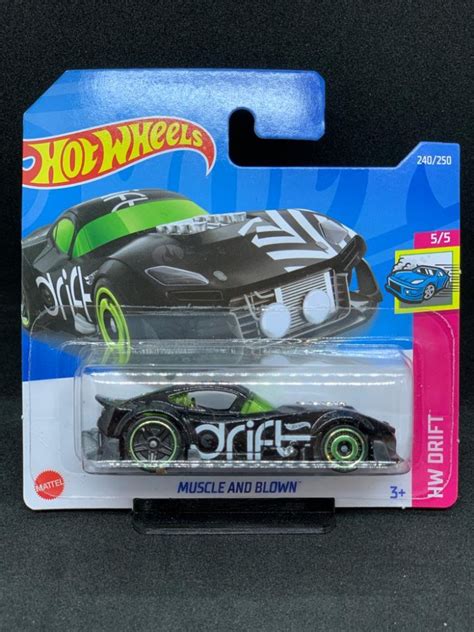 HOT WHEELS
240/250
5/5
drift
drift
MATTEL
MUSCLE AND BLOWN
3+
HW DRIFT